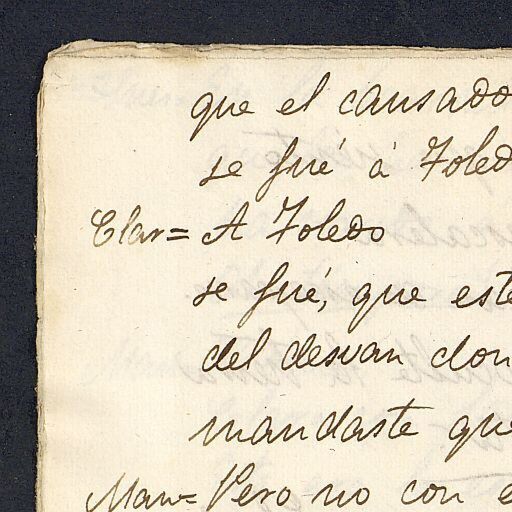 que el cansado
se fué á Toled
Clar= A Toledo
se fué, que este
del desvan don
mandaste que
Man= Pero no con e